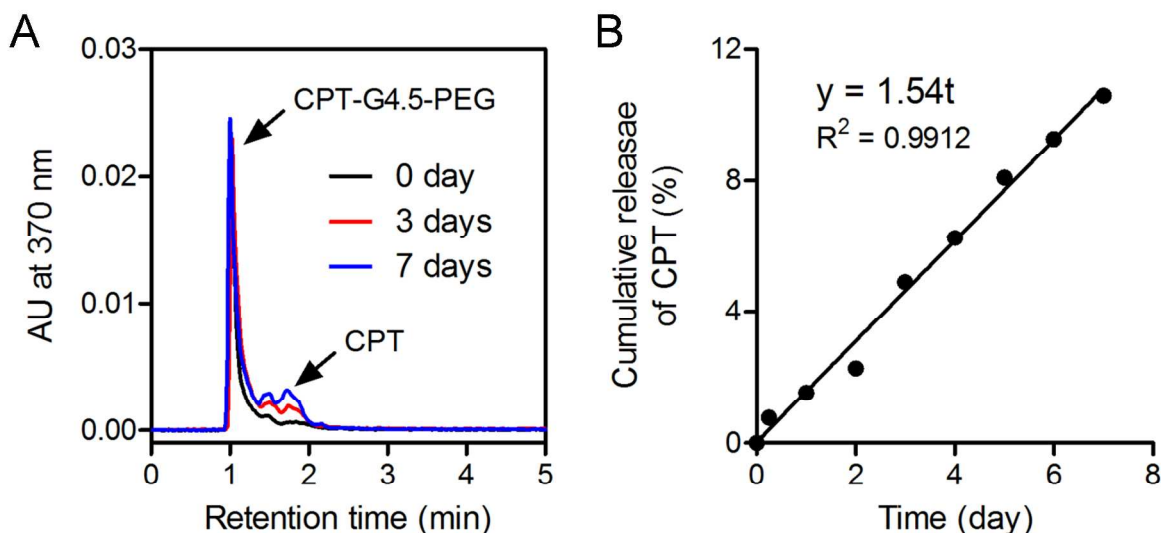 A
0.03
0.02
0.01
0.00
AU at 370 nm
CPT-G4.5-PEG
0 day
3 days
7 days
CPT
0
1
2
3
4
5
Retention time (min)
B
12
8
4
0
Cumulative releasae
of CPT (%)
y = 1.54t
R² = 0.9912
0
2
4
6
8
Time (day)